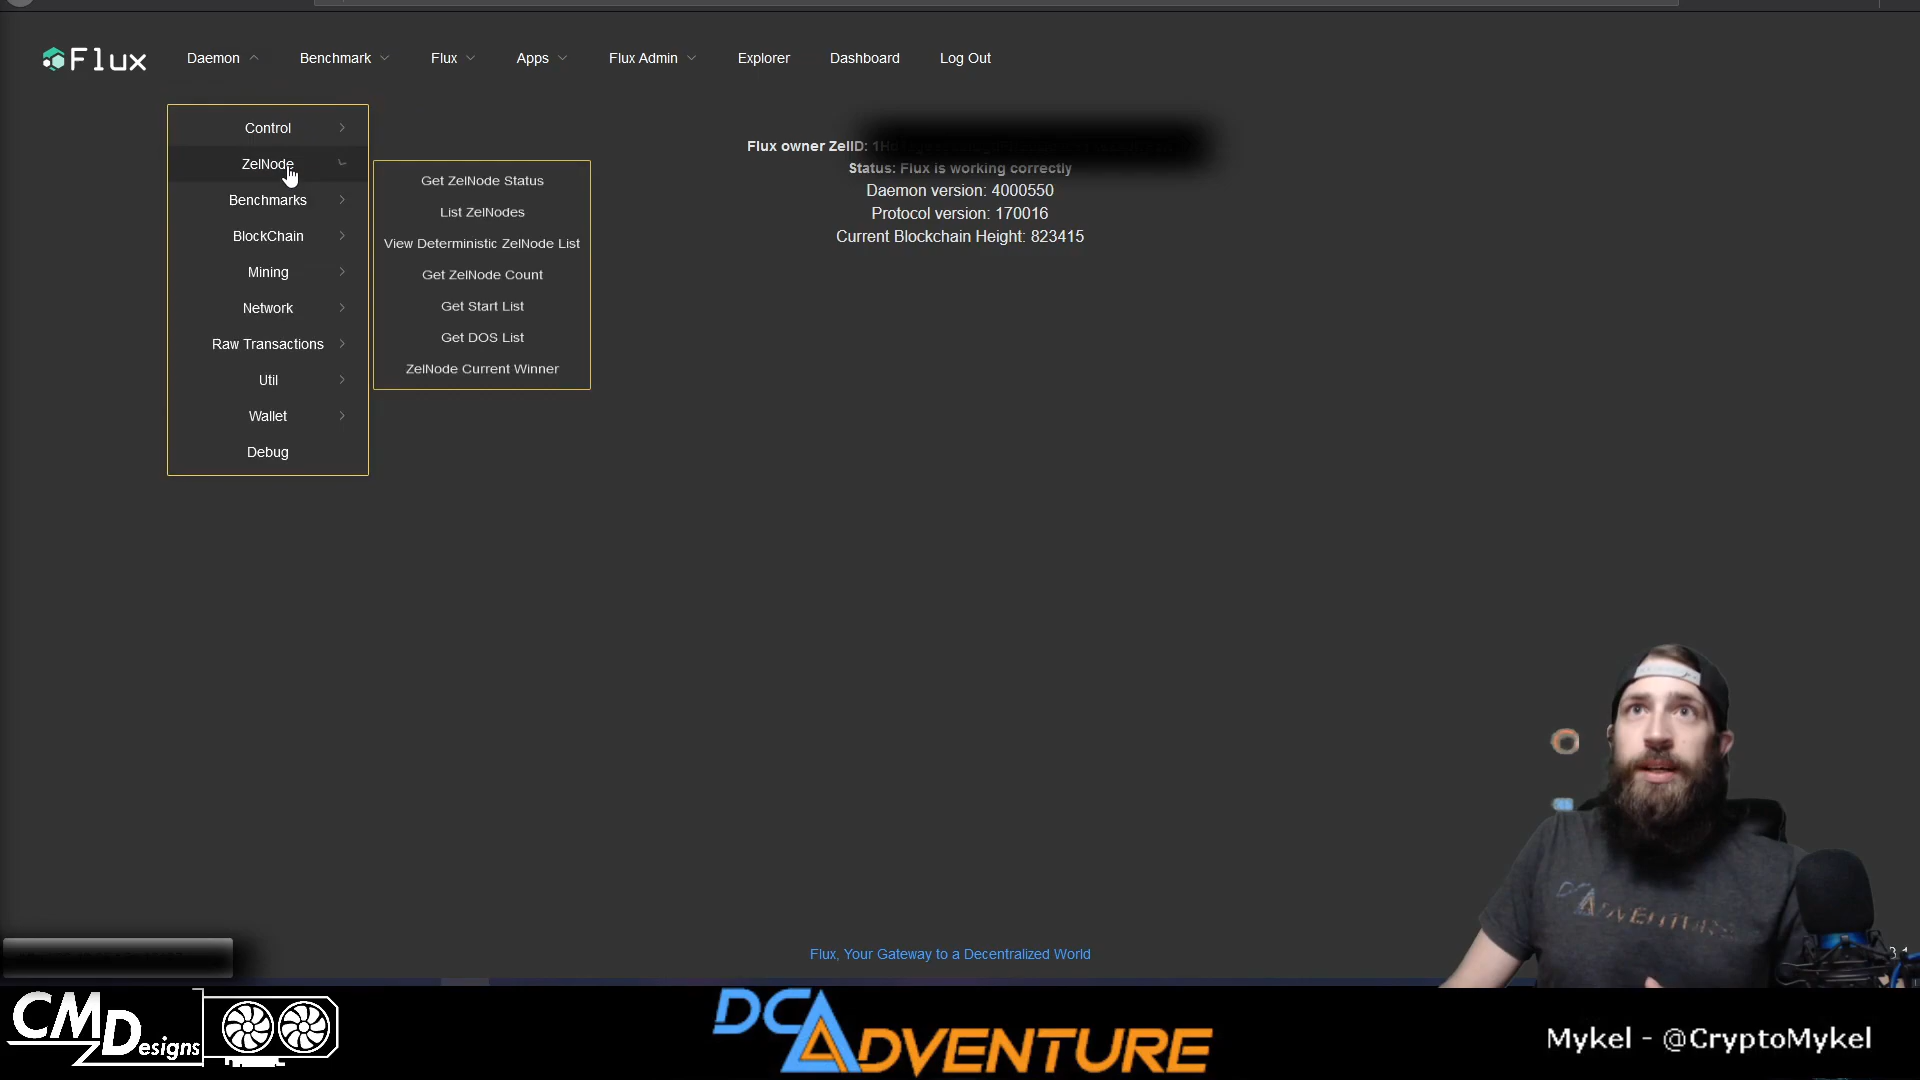 Flux
Daemon
Benchmark
Flux
Apps
Flux Admin
Explorer
Dashboard
Log Out
Control
ZelNode
Benchmarks
BlockChain
Mining
Network
Raw Transactions
Util
Wallet
Debug
Get ZelNode Status
List ZelNodes
View Deterministic ZelNode List
Get ZelNode Count
Get Start List
Get DOS List
ZelNode Current Winner
Flux owner ZelID:
Status: Flux is working correctly
Daemon version: 4000550
Protocol version: 170016
Current Blockchain Height: 823415
Flux, Your Gateway to a Decentralized World
DCADVENTURE
CMDesigns
DCADVENTURE
Mykel - @CryptoMykel